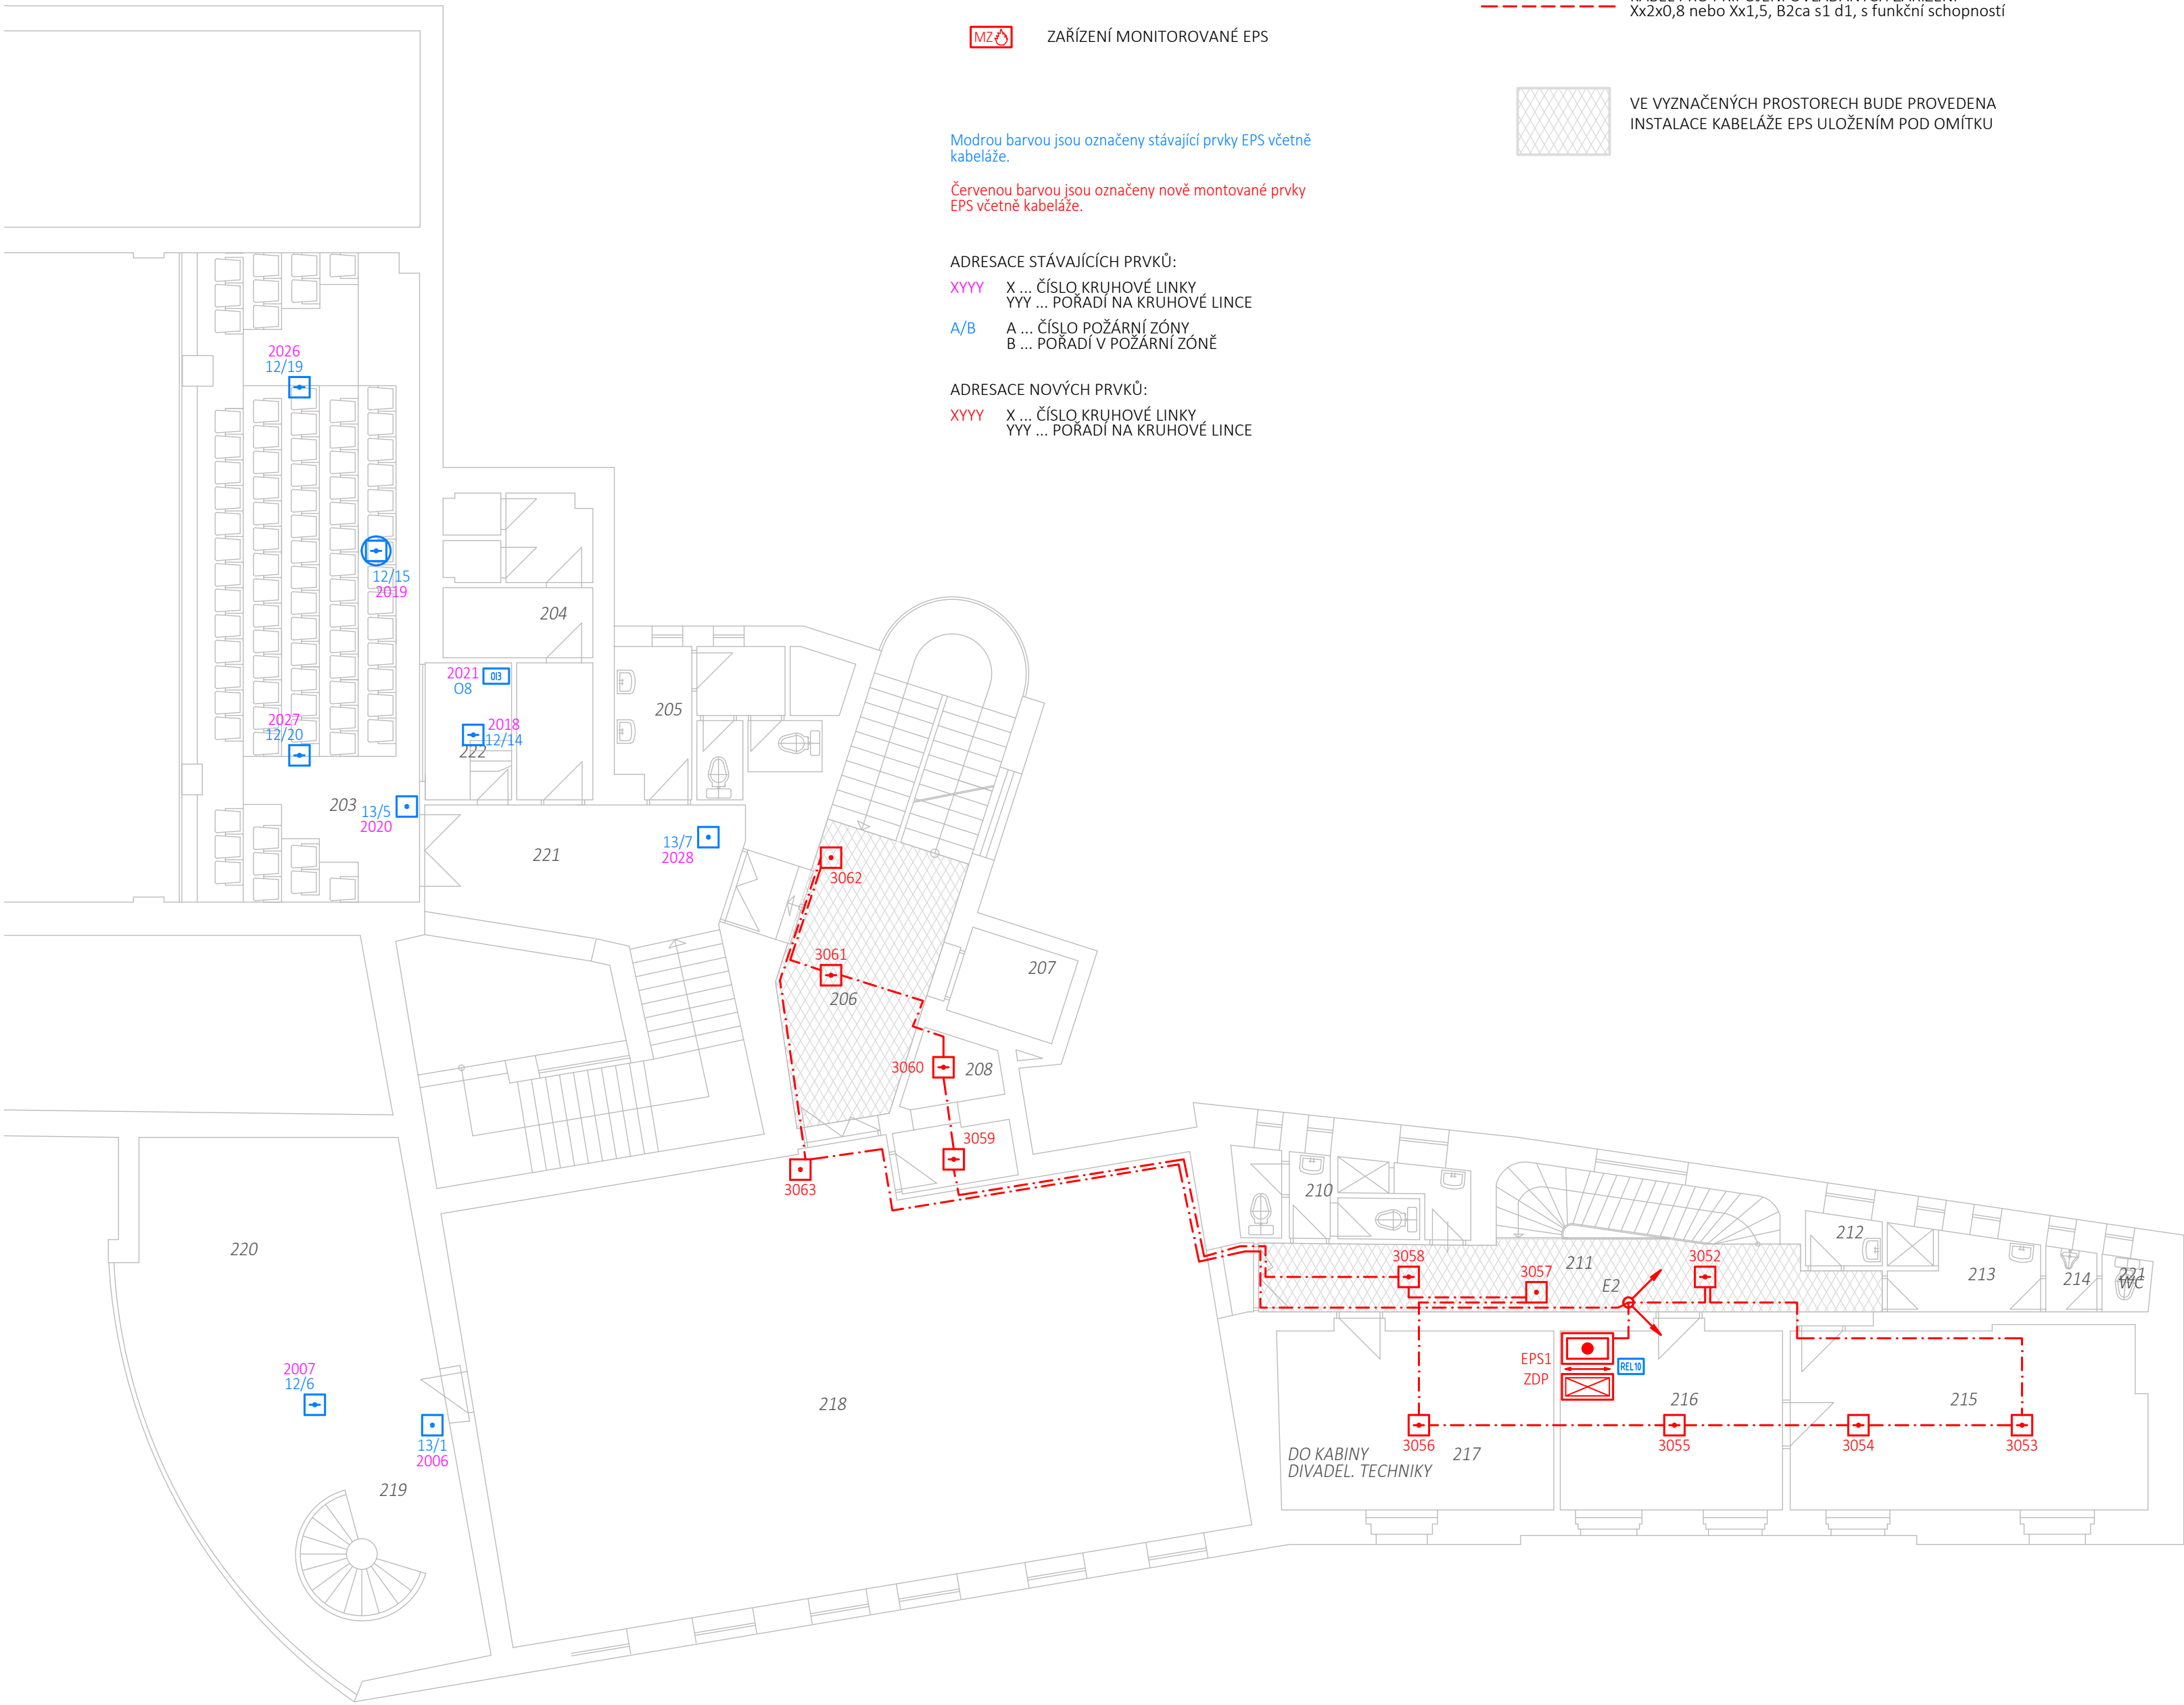 Xx2x0,8 nebo Xx1,5, B2ca s1 d1, s funkční schopností
MZ
ZAŘÍZENÍ MONITOROVANÉ EPS
VE VYZNAČENÝCH PROSTORECH BUDE PROVEDENA
INSTALACE KABELÁŽE EPS ULOŽENÍM POD OMÍTKU
Modrou barvou jsou označeny stávající prvky EPS včetně
kabeláže.
Červenou barvou jsou označeny nově montované prvky
EPS včetně kabeláže.
ADRESACE STÁVAJÍCÍCH PRVKŮ:
XYYY X ... ČÍSLO KRUHOVÉ LINKY
YYY ... POŘADÍ NA KRUHOVÉ LINCE
A/B A ... ČÍSLO POŽÁRNÍ ZÓNY
B ... POŘADÍ V POŽÁRNÍ ZÓNĚ
ADRESACE NOVÝCH PRVKŮ:
XYYY X ... ČÍSLO KRUHOVÉ LINKY
YYY ... POŘADÍ NA KRUHOVÉ LINCE
2026
12/19
12/15
2019
204
2021
O8
OI3
205
2027
12/20
2018
12/14
222
203
13/5
2020
221
13/7
2028
3062
3061
206
207
3060
208
3059
3063
210
220
212
3058
3057
211
3052
E2
213
214
221
WC
EPS1
ZDP
REL10
2007
12/6
218
216
215
13/1
2006
3056
3055
3054
3053
DO KABINY
DIVADEL. TECHNIKY
217
219